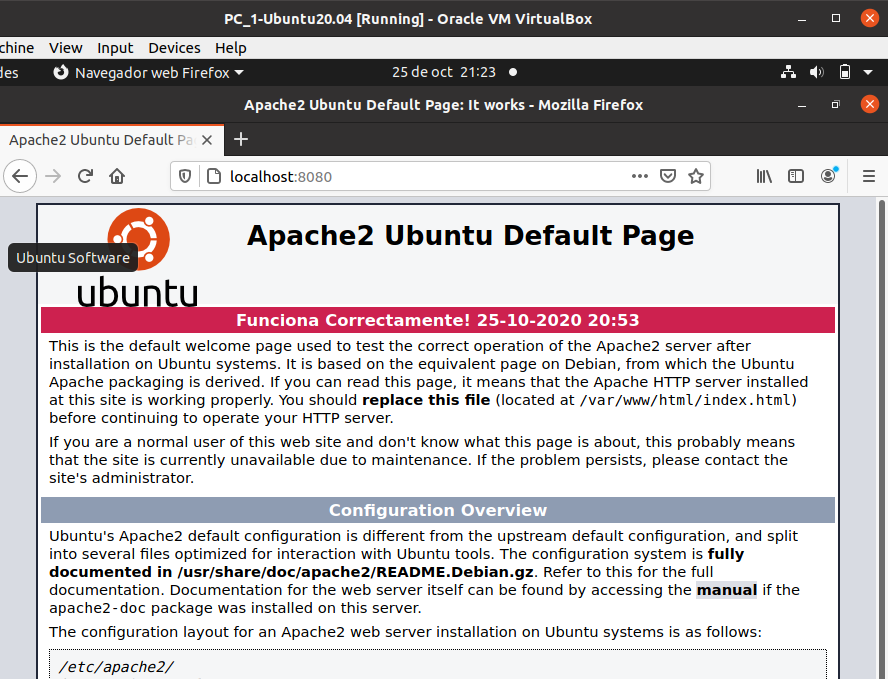 PC_1-Ubuntu20.04 [Running] - Oracle VM VirtualBox
chine View Input Devices Help
des Navegador web Firefox 25 de oct 21:23
Apache2 Ubuntu Default Page: It works - Mozilla Firefox
Apache2 Ubuntu Default Pa
localhost:8080
Apache2 Ubuntu Default Page
Ubuntu Software
ubuntu
Funciona Correctamente! 25-10-2020 20:53
This is the default welcome page used to test the correct operation of the Apache2 server after
installation on Ubuntu systems. It is based on the equivalent page on Debian, from which the Ubuntu
Apache packaging is derived. If you can read this page, it means that the Apache HTTP server installed
at this site is working properly. You should replace this file (located at /var/www/html/index.html)
before continuing to operate your HTTP server.
If you are a normal user of this web site and don't know what this page is about, this probably means
that the site is currently unavailable due to maintenance. If the problem persists, please contact the
site's administrator.
Configuration Overview
Ubuntu's Apache2 default configuration is different from the upstream default configuration, and split
into several files optimized for interaction with Ubuntu tools. The configuration system is fully
documented in /usr/share/doc/apache2/README.Debian.gz. Refer to this for the full
documentation. Documentation for the web server itself can be found by accessing the manual if the
apache2-doc package was installed on this server.
The configuration layout for an Apache2 web server installation on Ubuntu systems is as follows:
/etc/apache2/